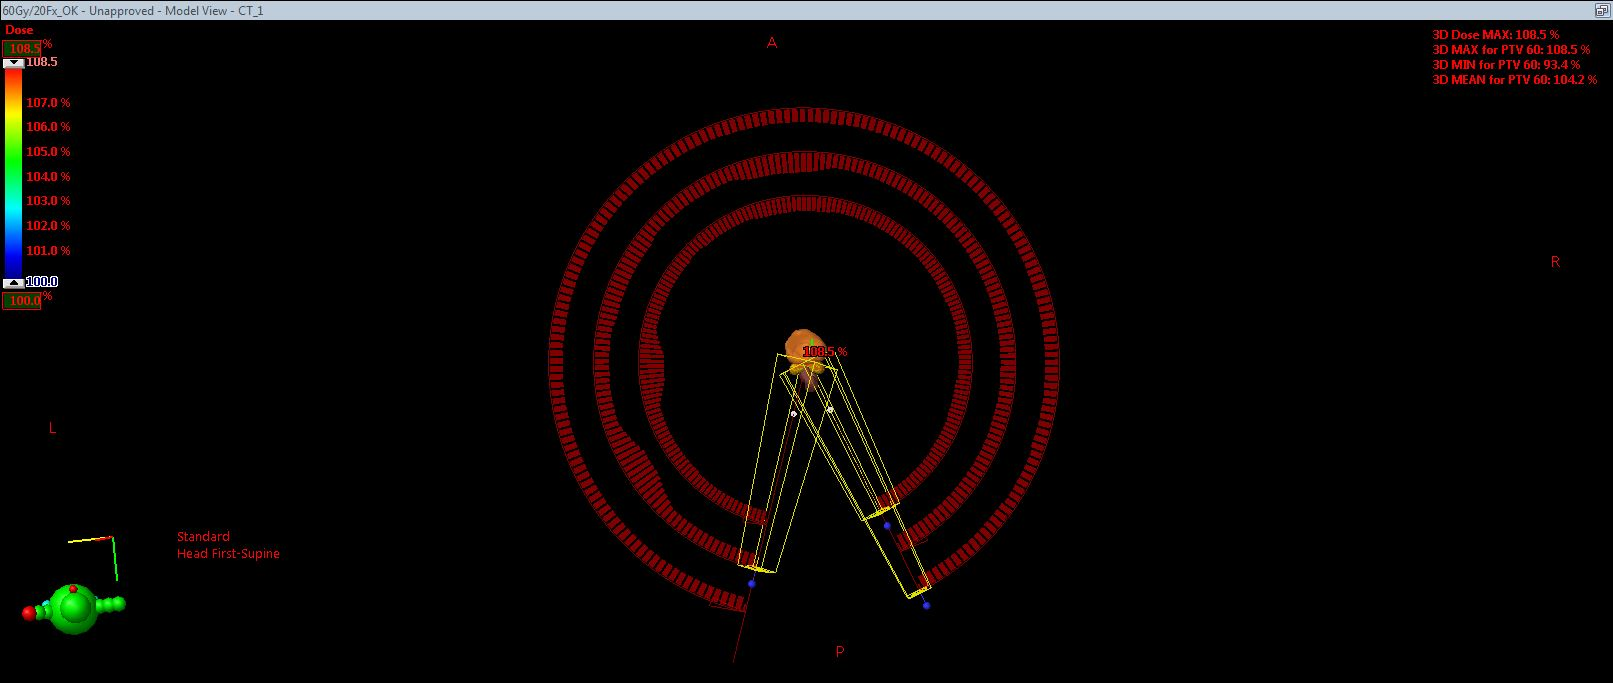 60Gy/20Fx_OK - Unapproved - Model View - CT_1
Dose
108.5 %
108.5
107.0 %
106.0 %
105.0 %
104.0 %
103.0 %
102.0 %
101.0 %
100.0
100.0 %
A
3D Dose MAX: 108.5 %
3D MAX for PTV 60: 108.5 %
3D MIN for PTV 60: 93.4 %
3D MEAN for PTV 60: 104.2 %
R
108.5 %
L
Standard
Head First-Supine
P